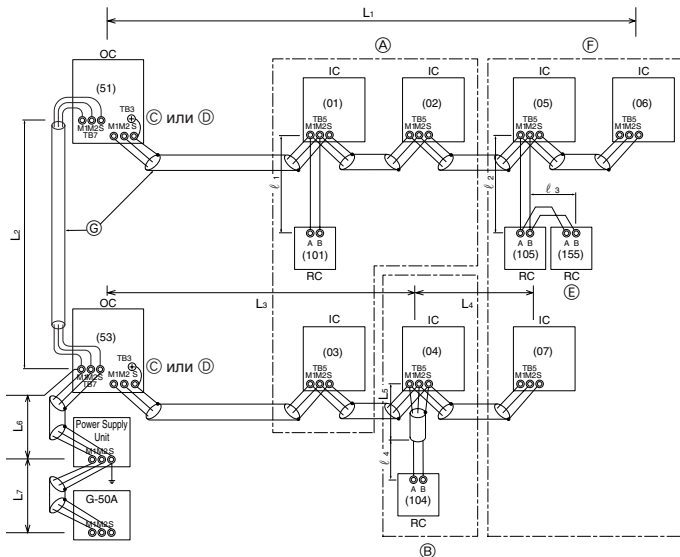 L1
Ⓐ Ⓕ
OC IC IC IC IC
(51) (01) (02) (05) (06)
TB3 Ⓒ или Ⓓ
M1M2S TB7 M1M2 S
TB5 M1M2S
TB5 M1M2S
TB5 M1M2S
TB5 M1M2S
ℓ1 ℓ2 ℓ3
L2
Ⓖ
A B (101) RC
A B (105) RC
A B (155) RC
Ⓔ
L3 L4
OC IC IC IC
(53) (03) (04) (07)
TB3 Ⓒ или Ⓓ
M1M2S TB7 M1M2 S
TB5 M1M2S
TB5 M1M2S
TB5 M1M2S
L5
L6
Power Supply
Unit
M1M2S
ℓ4
L7
G-50A
M1M2S
A B
(104)
RC
Ⓑ